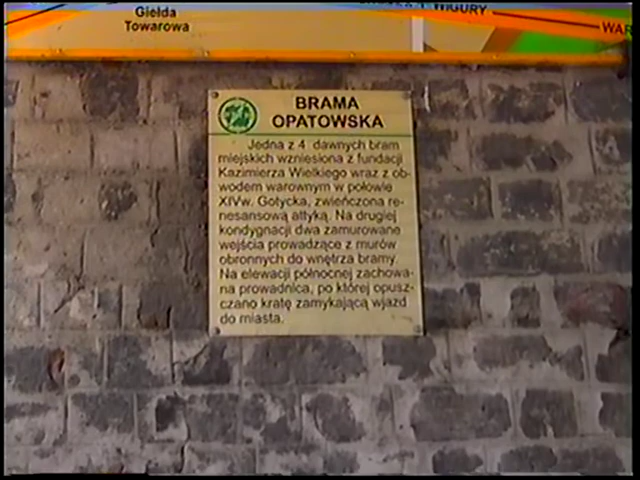 Giełda
Towarowa
I WIGURY
WAR
BRAMA
OPATOWSKA
Jedna z 4 dawnych bram
miejskich wzniesiona z fundacji
Kazimierza Wielkiego wraz z ob-
wodem warownym w połowie
XIVw. Gotycka, zwieńczona re-
nesansową attyką. Na drugiej
kondygnacji dwa zamurowane
wejścia prowadzące z murów
obronnych do wnętrza bramy.
Na elewacji północnej zachowa-
na prowadnica, po której opusz-
czano kratę zamykającą wjazd
do miasta.